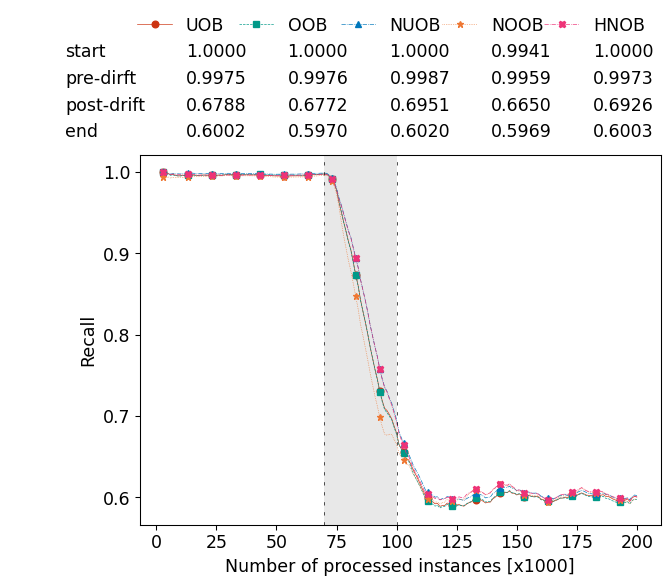 UOB OOB NUOB NOOB HNOB
start 1.0000 1.0000 1.0000 0.9941 1.0000
pre-dirft 0.9975 0.9976 0.9987 0.9959 0.9973
post-drift 0.6788 0.6772 0.6951 0.6650 0.6926
end 0.6002 0.5970 0.6020 0.5969 0.6003
1.0
0.9
0.8
0.7
0.6
Recall
0 25 50 75 100 125 150 175 200
Number of processed instances [x1000]